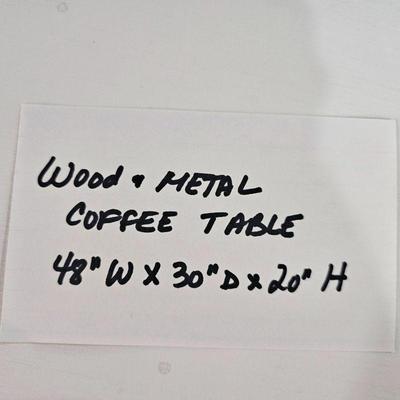 Wood & METAL
COFFEE TABLE
48" W X 30" D X 20" H